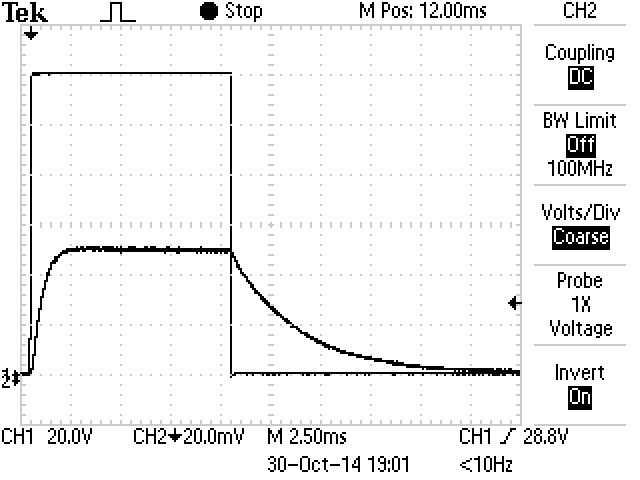 Tek Stop M Pos: 12.00ms CH2
Coupling
DC
BW Limit
Off
100MHz
Volts/Div
Coarse
Probe
1X
Voltage
Invert
On
CH1 20.0V CH2 20.0mV M 2.50ms CH1 28.8V
30-Oct-14 19:01 <10Hz